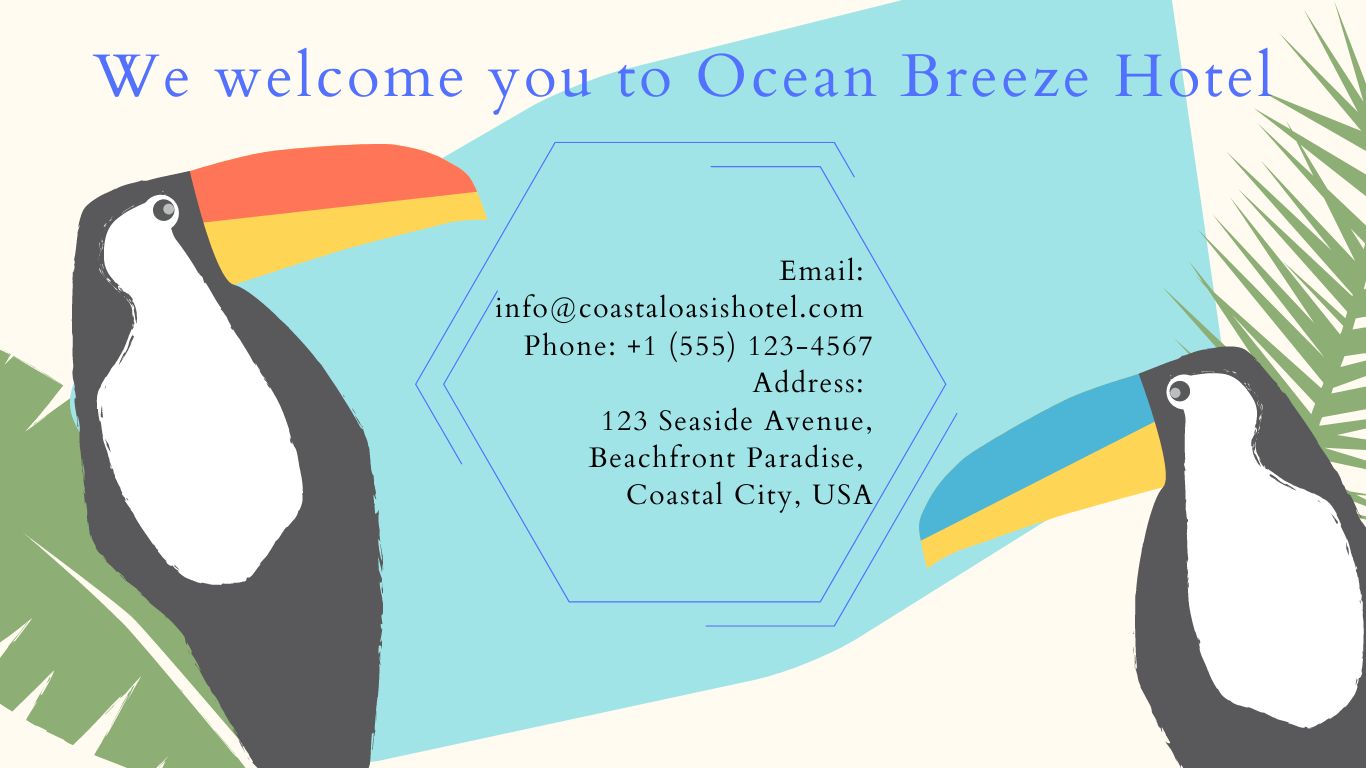 We welcome you to Ocean Breeze Hotel
Email:
info@coastaloasishotel.com
Phone: +1 (555) 123-4567
Address:
123 Seaside Avenue,
Beachfront Paradise,
Coastal City, USA